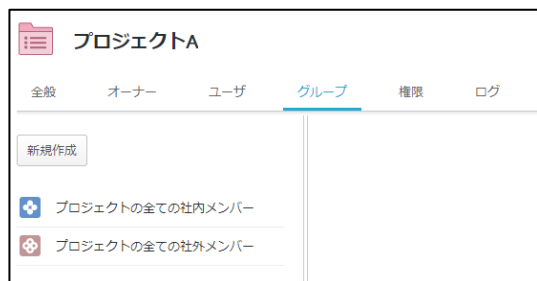 プロジェクトA
全般 オーナー ユーザ グループ 権限 ログ
新規作成
プロジェクトの全ての社内メンバー
プロジェクトの全ての社外メンバー